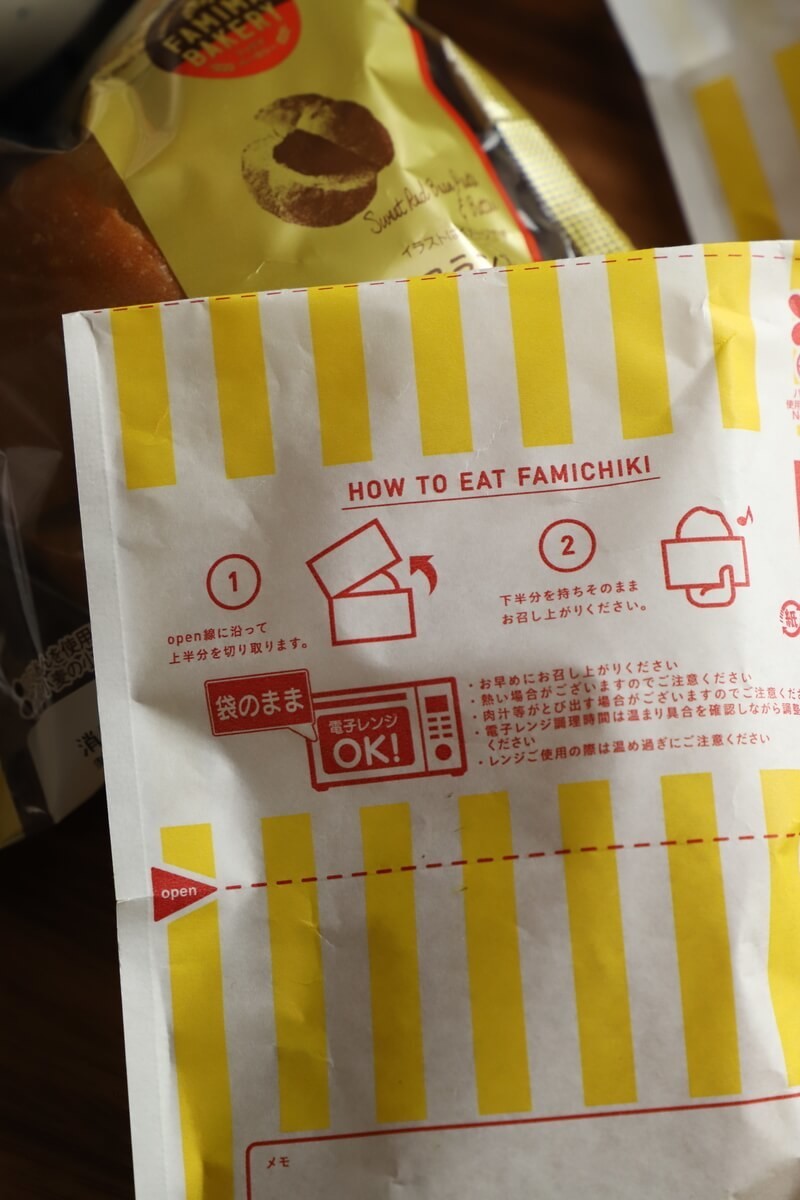 FAMIMA
BAKERY
Sweet Red Bean
イラスト
HOW TO EAT FAMICHIKI
1
open線に沿って
上半分を切り取ります。
2
下半分を持ちそのまま
お召し上がりください。
袋のまま
電子レンジ
OK!
・お早めにお召し上がりください
・熱い場合がございますのでご注意ください
・肉汁等がとび出す場合がございますのでご注意くださ
・電子レンジ調理時間は温まり具合を確認しながら調整
ください
・レンジご使用の際は温め過ぎにご注意ください
紙
open
メモ